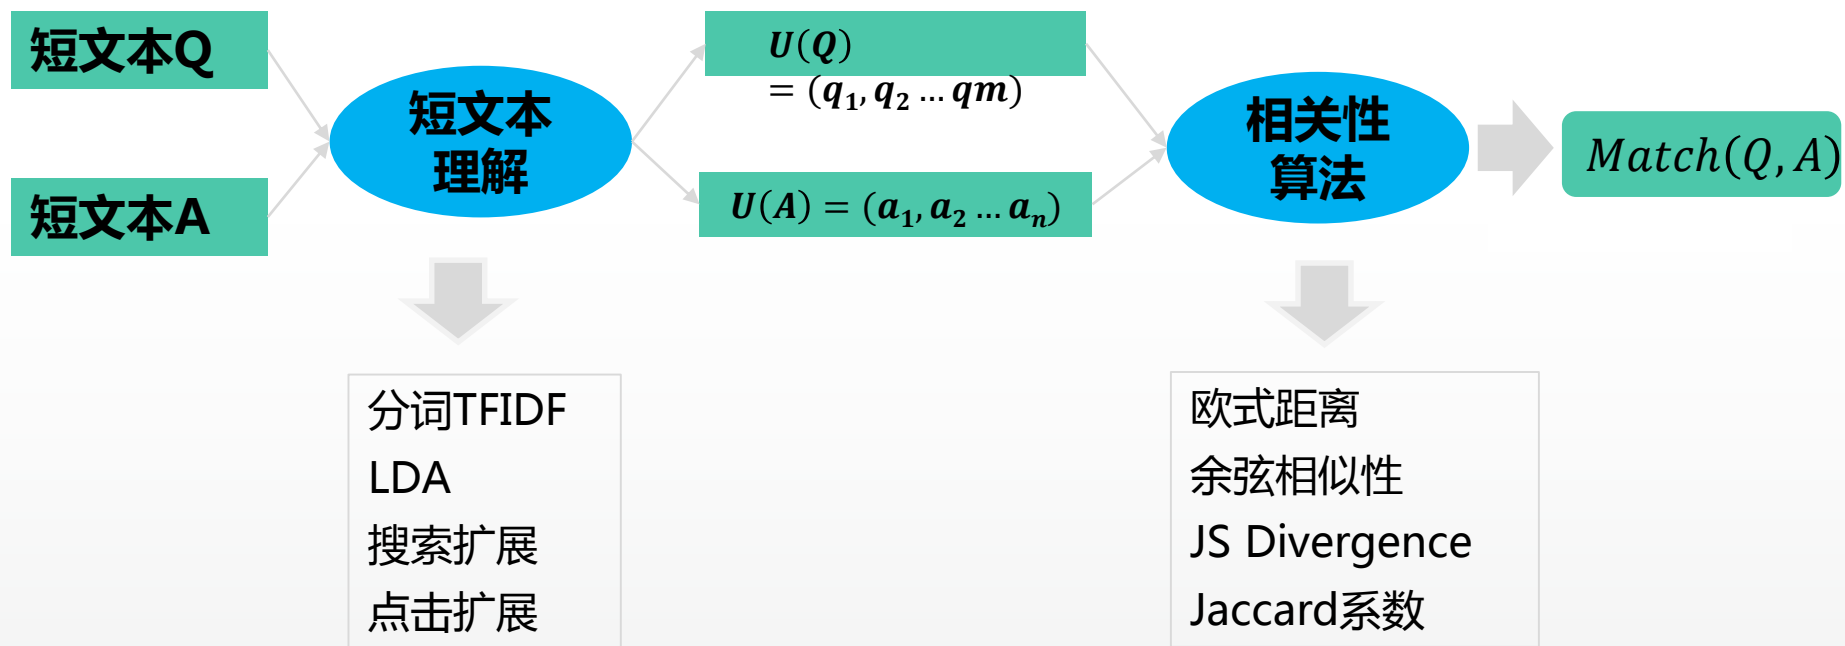 短文本Q
短文本A
短文本
理解
U(Q)
= (q₁, q₂ … qm)
U(A) = (a₁, a₂ … aₙ)
相关性
算法
Match(Q, A)
分词TFIDF
LDA
搜索扩展
点击扩展
欧式距离
余弦相似性
JS Divergence
Jaccard系数